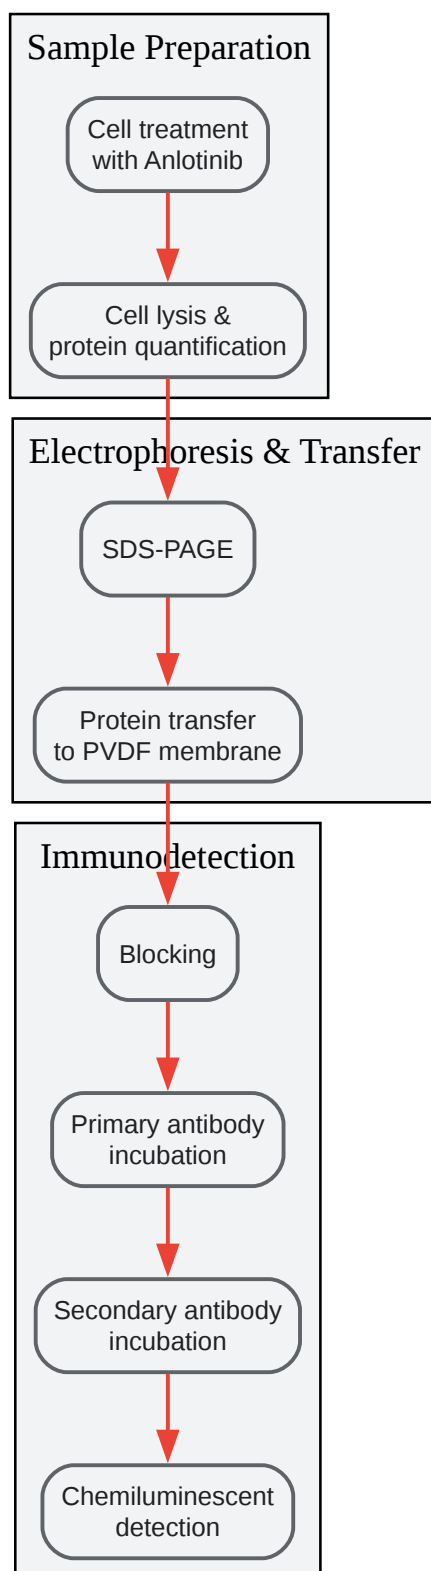 Sample Preparation
Cell treatment
with Anlotinib
Cell lysis &
protein quantification
Electrophoresis & Transfer
SDS-PAGE
Protein transfer
to PVDF membrane
Immunodetection
Blocking
Primary antibody
incubation
Secondary antibody
incubation
Chemiluminescent
detection